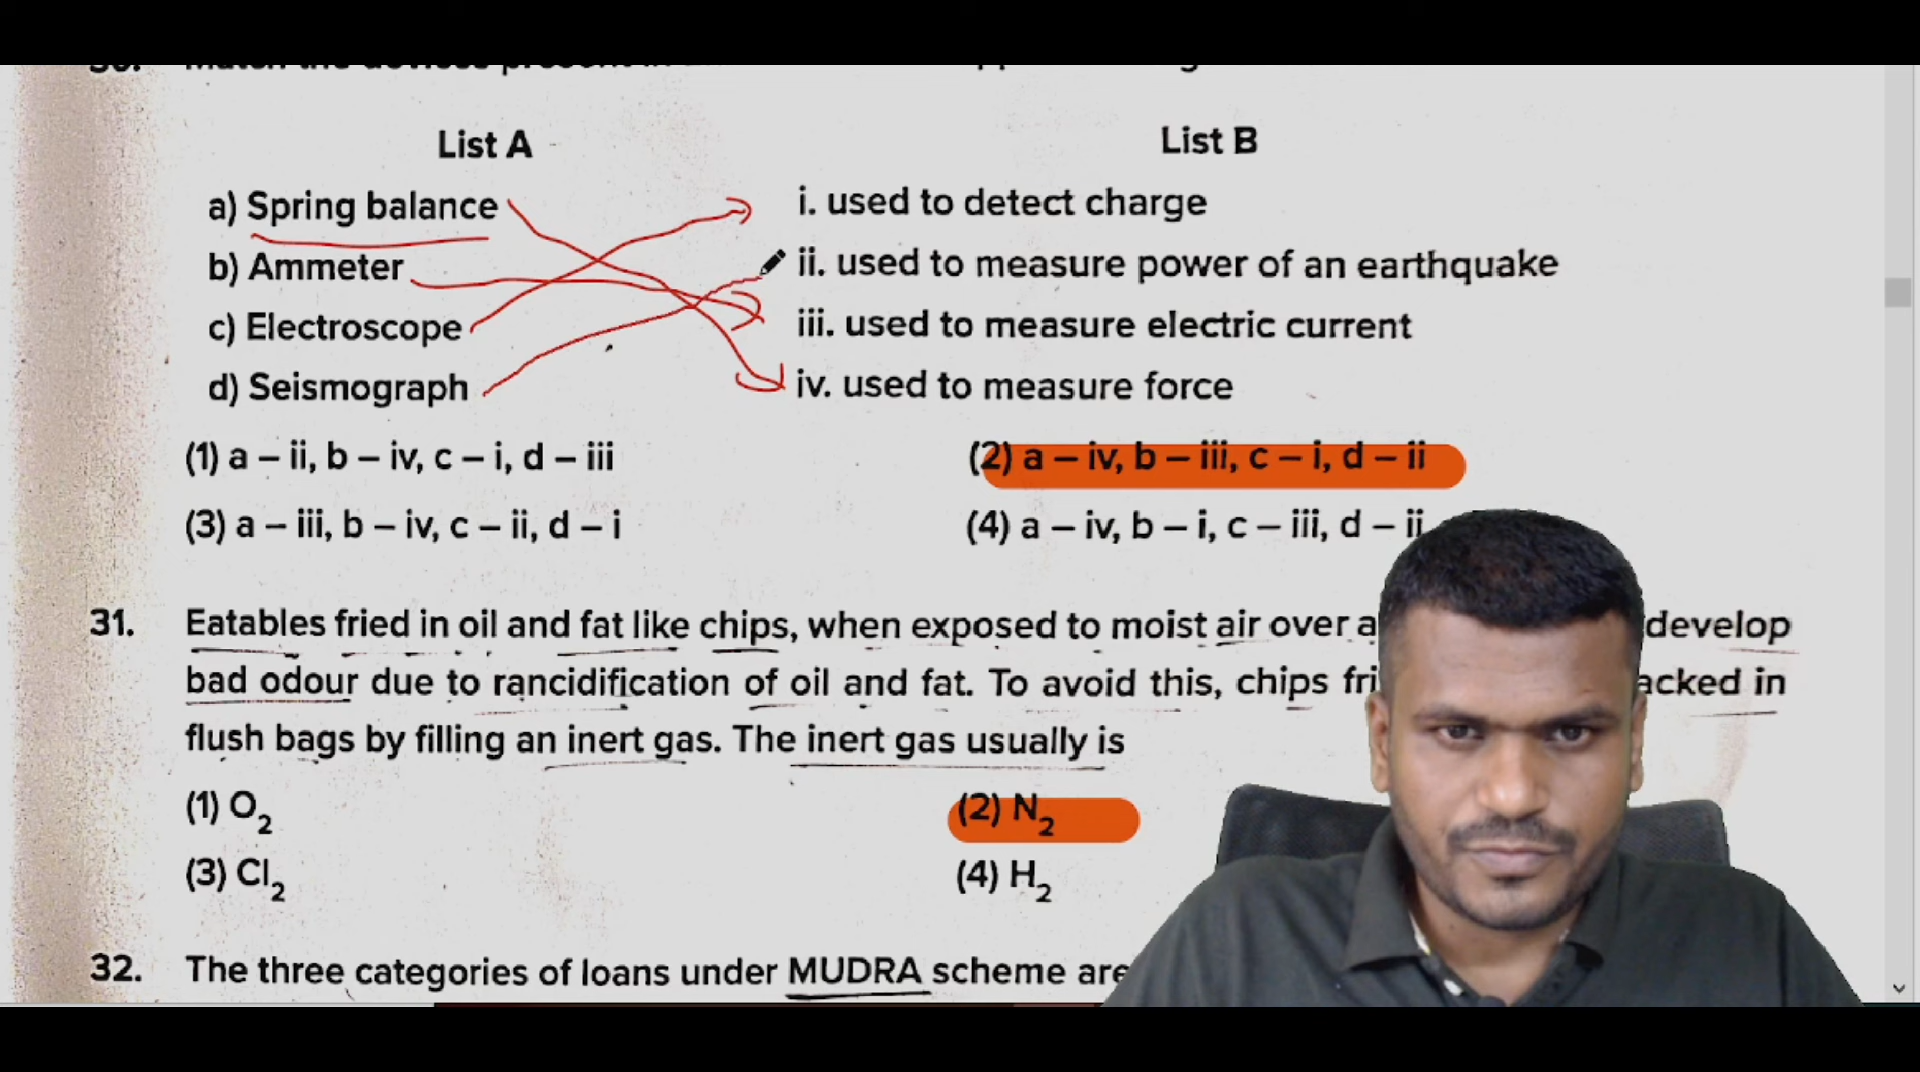 List A List B
a) Spring balance i. used to detect charge
b) Ammeter ii. used to measure power of an earthquake
c) Electroscope iii. used to measure electric current
d) Seismograph iv. used to measure force
(1) a – ii, b – iv, c – i, d – iii (2) a – iv, b – iii, c – i, d – ii
(3) a – iii, b – iv, c – ii, d – i (4) a – iv, b – i, c – iii, d – ii
31. Eatables fried in oil and fat like chips, when exposed to moist air over a develop
bad odour due to rancidification of oil and fat. To avoid this, chips in
flush bags by filling an inert gas. The inert gas usually is
(1) O₂ (2) N₂
(3) Cl₂ (4) H₂
32. The three categories of loans under MUDRA scheme are